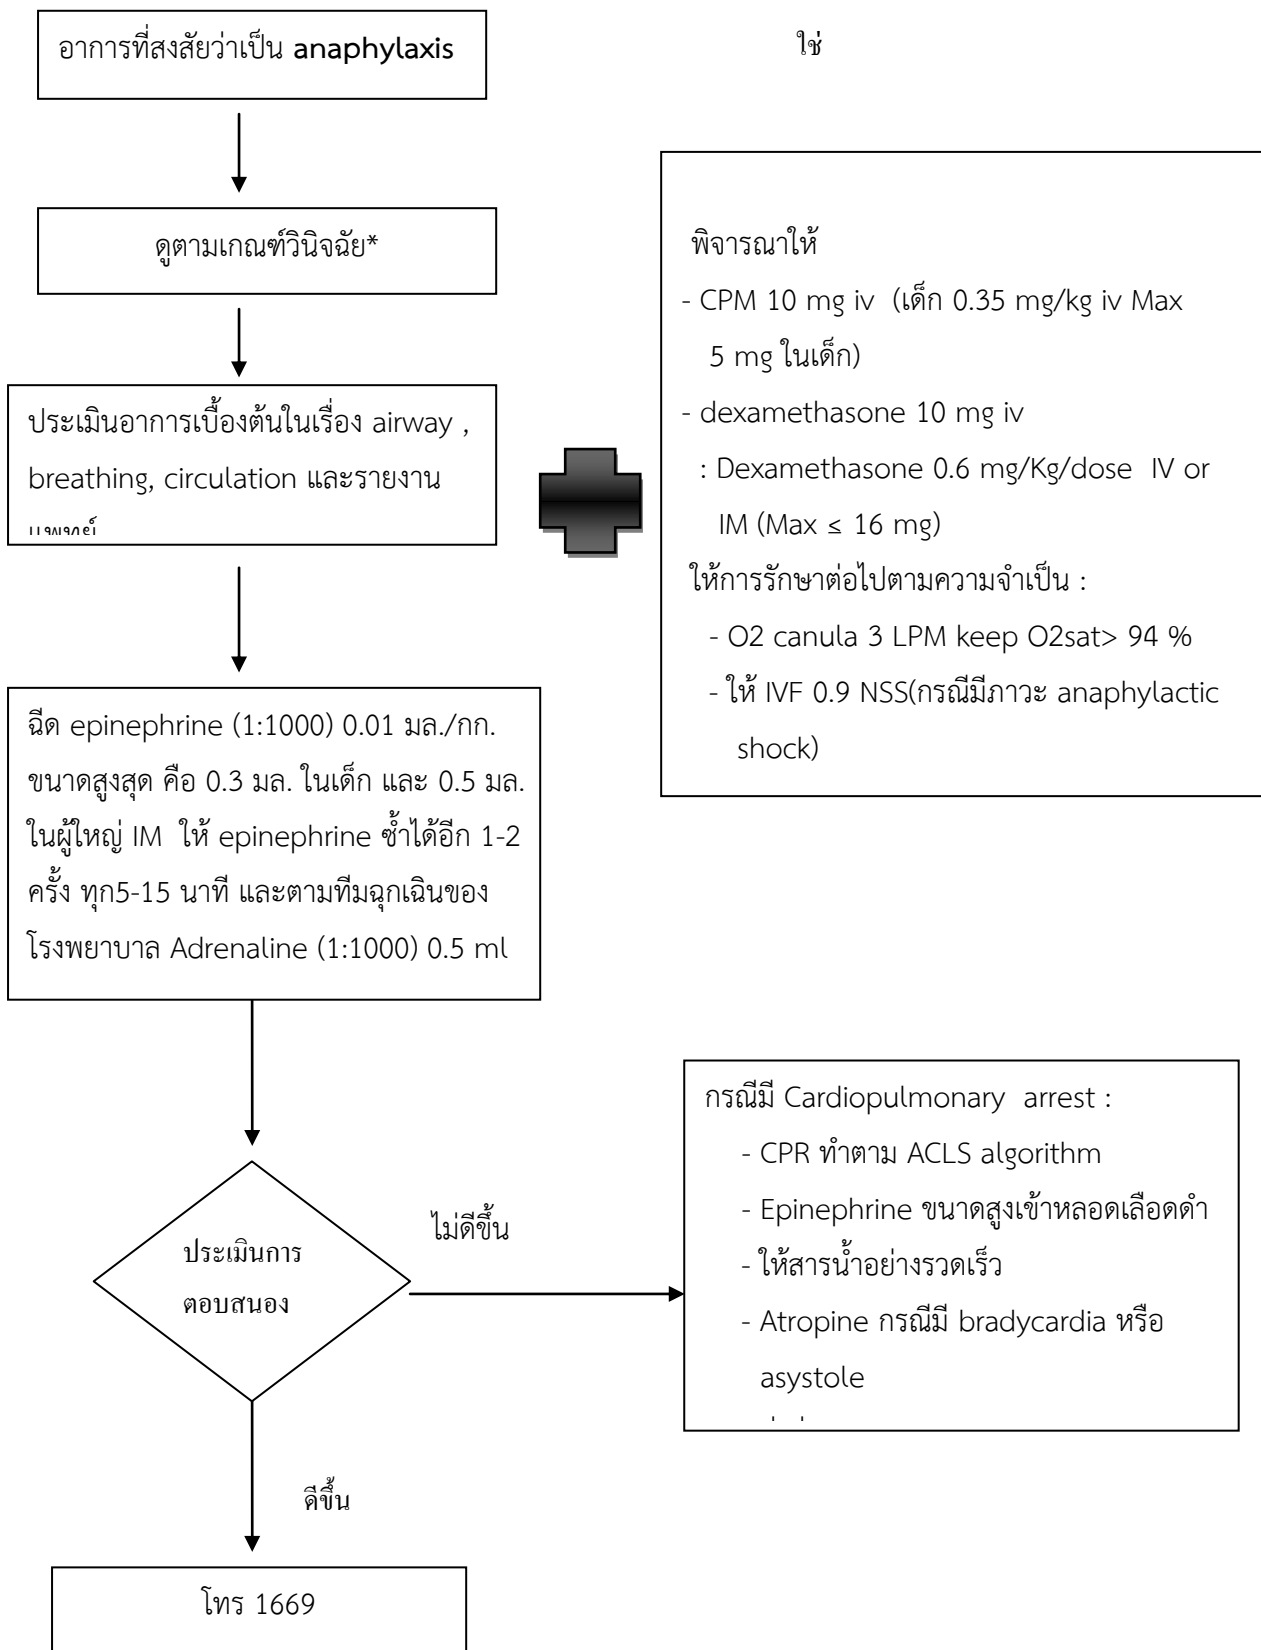 อาการที่สงสัยว่าเป็น anaphylaxis
ใช่
ดูตามเกณฑ์วินิจฉัย*
ประเมินอาการเบื้องต้นในเรื่อง airway ,
breathing, circulation และรายงาน
แพทย์
พิจารณาให้
- CPM 10 mg iv (เด็ก 0.35 mg/kg iv Max
5 mg ในเด็ก)
- dexamethasone 10 mg iv
: Dexamethasone 0.6 mg/Kg/dose IV or
IM (Max ≤ 16 mg)
ให้การรักษาต่อไปตามความจำเป็น :
- O2 canula 3 LPM keep O2sat> 94 %
- ให้ IVF 0.9 NSS(กรณีมีภาวะ anaphylactic
shock)
ฉีด epinephrine (1:1000) 0.01 มล./กก.
ขนาดสูงสุด คือ 0.3 มล. ในเด็ก และ 0.5 มล.
ในผู้ใหญ่ IM ให้ epinephrine ซ้ำได้อีก 1-2
ครั้ง ทุก5-15 นาที และตามทีมฉุกเฉินของ
โรงพยาบาล Adrenaline (1:1000) 0.5 ml
ประเมินการ
ตอบสนอง
ไม่ดีขึ้น
กรณีมี Cardiopulmonary arrest :
- CPR ทำตาม ACLS algorithm
- Epinephrine ขนาดสูงเข้าหลอดเลือดดำ
- ให้สารน้ำอย่างรวดเร็ว
- Atropine กรณีมี bradycardia หรือ
asystole
ดีขึ้น
โทร 1669